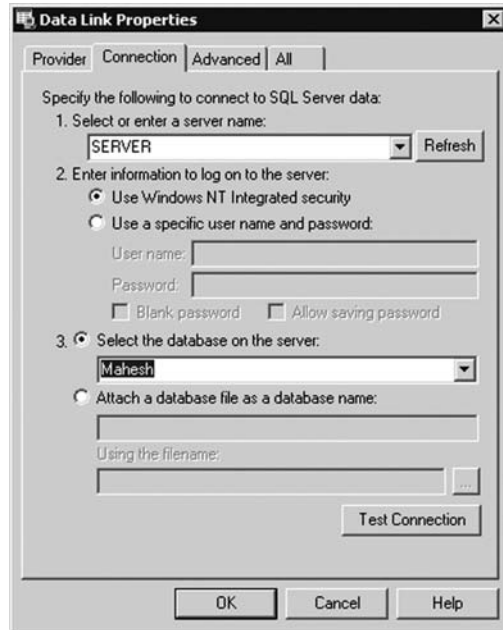 Data Link Properties
Provider Connection Advanced All
Specify the following to connect to SQL Server data:
1. Select or enter a server name:
SERVER Refresh
2. Enter information to log on to the server:
Use Windows NT Integrated security
Use a specific user name and password:
User name:
Password:
Blank password Allow saving password
3. Select the database on the server:
Mahesh
Attach a database file as a database name:
Using the filename:
...
Test Connection
OK Cancel Help